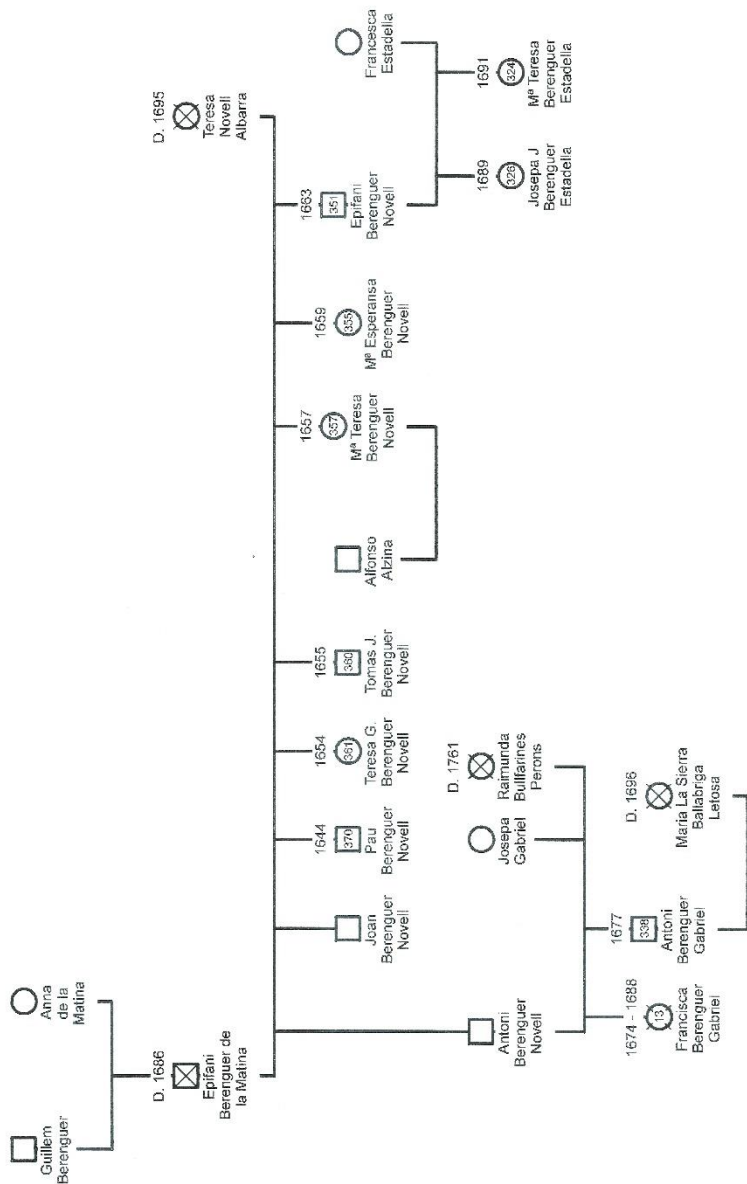 Guillem
Berenguer
Anna
de la
Matina
D. 1686
Epifani
Berenguer de
la Matina
D. 1695
Teresa
Novell
Albarra
Antoni
Berenguer
Novell
Joan
Berenguer
Novell
1644
370
Pau
Berenguer
Novell
1654
361
Teresa G.
Berenguer
Novell
1655
360
Tomas J.
Berenguer
Novell
Alfonso
Alzina
1657
357
Mª Teresa
Berenguer
Novell
1659
355
Mª Esperansa
Berenguer
Novell
1663
351
Epifani
Berenguer
Novell
Francesca
Estadella
1689
326
Josepa J
Berenguer
Estadella
1691
324
Mª Teresa
Berenguer
Estadella
Josepa
Gabriel
D. 1761
Raimunda
Bullfarines
Perons
1674 - 1688
13
Francisca
Berenguer
Gabriel
1677
338
Antoni
Berenguer
Gabriel
D. 1696
Maria La Sierra
Ballabriga
Letosa